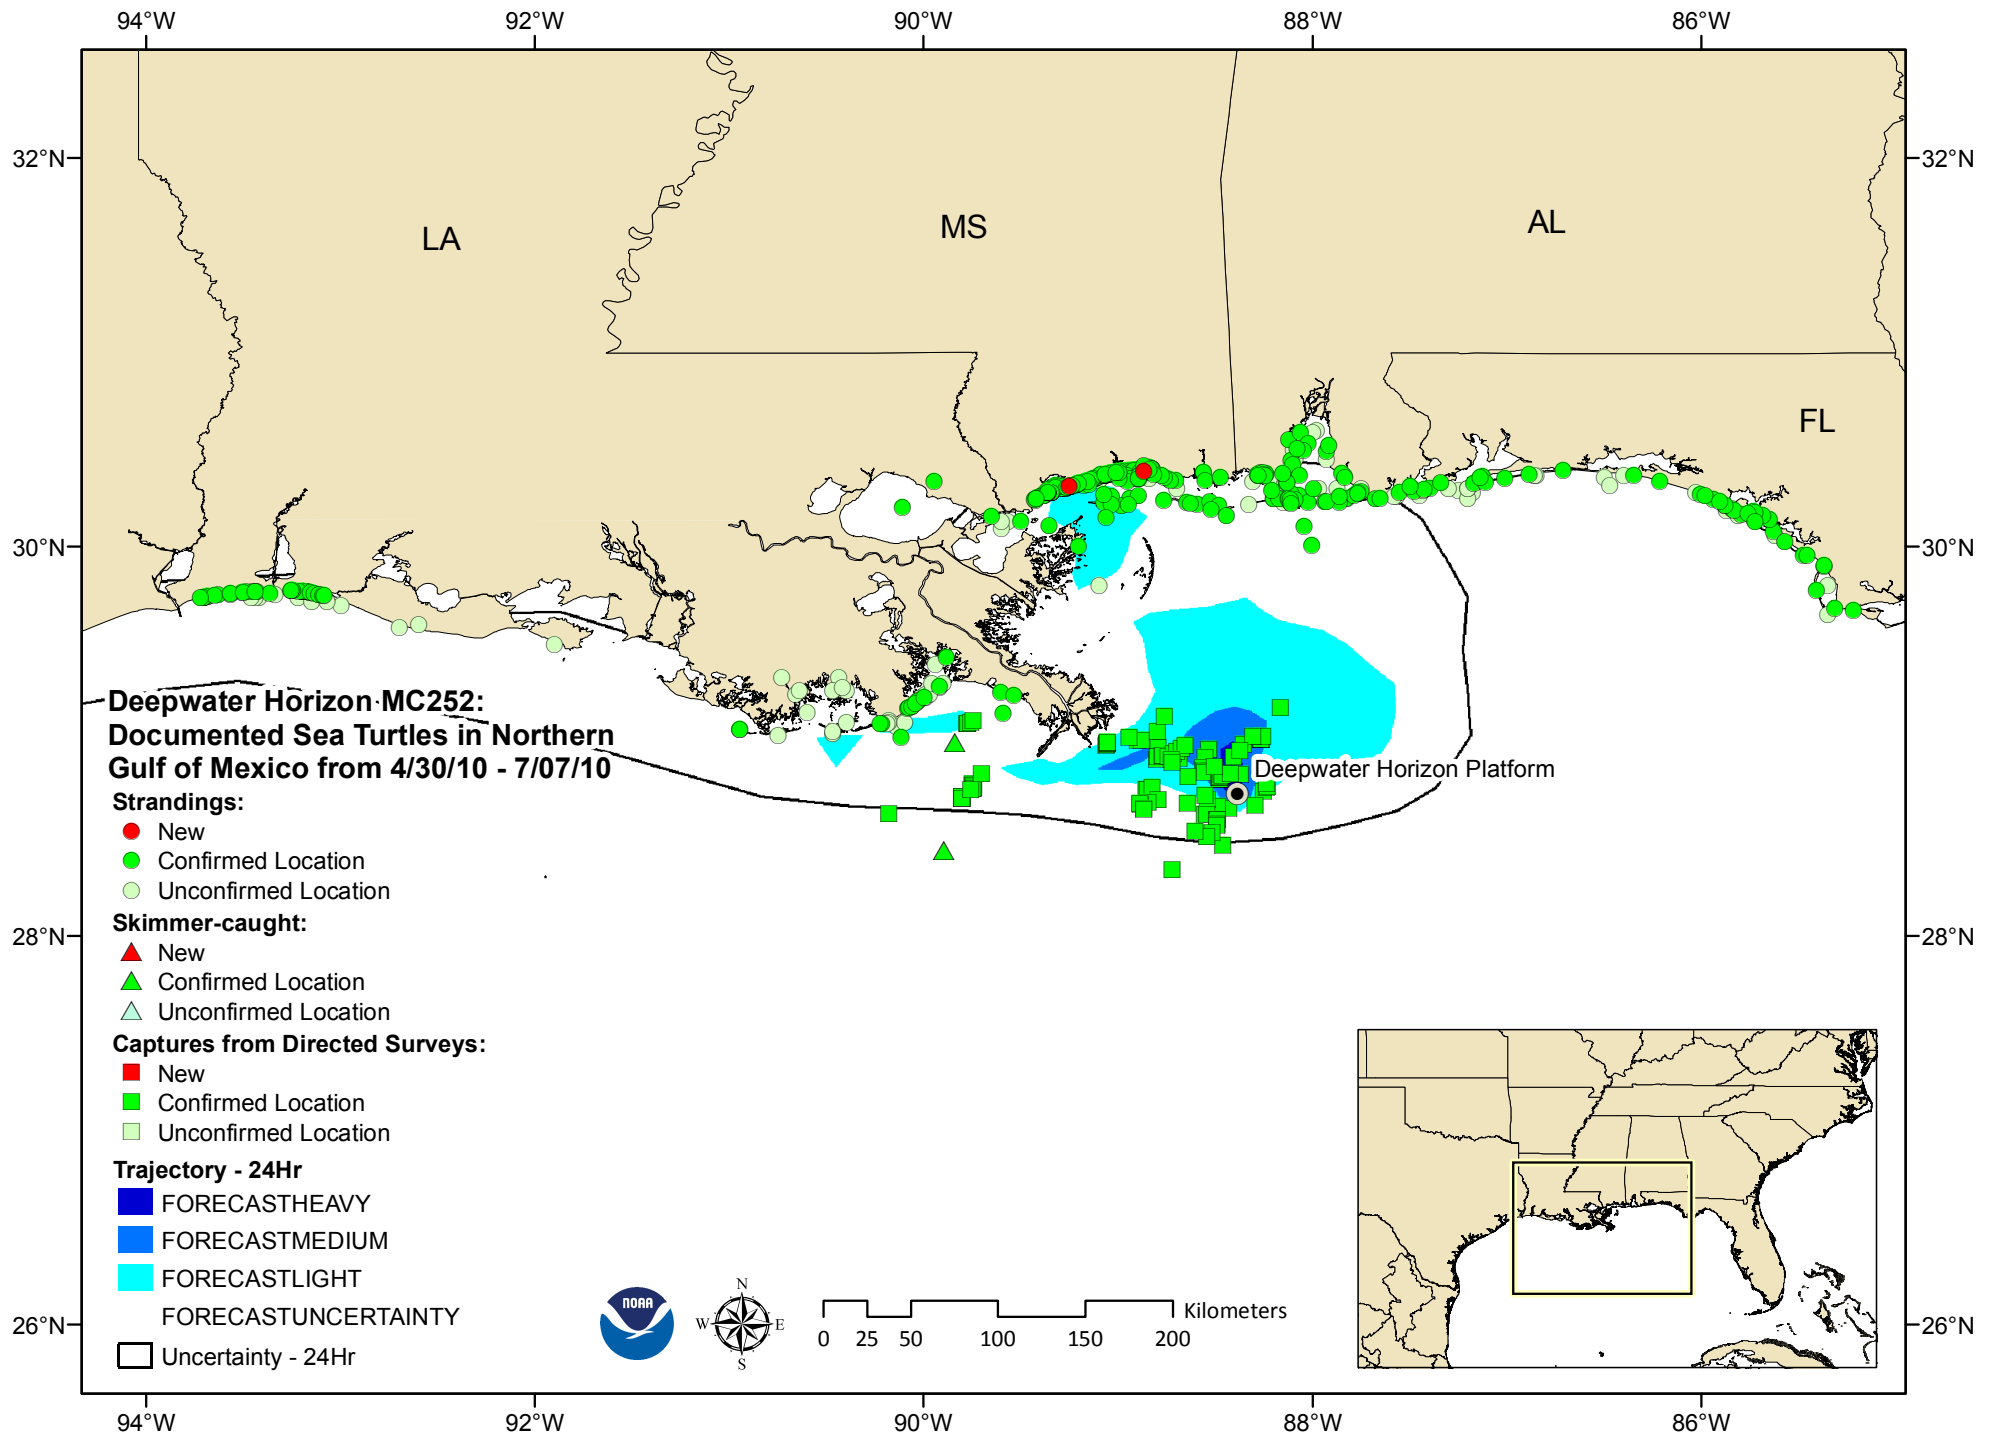 94°W 92°W 90°W 88°W 86°W
32°N 32°N
LA MS AL
FL
30°N 30°N
Deepwater Horizon MC252:
Documented Sea Turtles in Northern
Gulf of Mexico from 4/30/10 - 7/07/10
Deepwater Horizon Platform
Strandings:
New
Confirmed Location
Unconfirmed Location
Skimmer-caught:
New
Confirmed Location
Unconfirmed Location
28°N 28°N
Captures from Directed Surveys:
New
Confirmed Location
Unconfirmed Location
Trajectory - 24Hr
FORECASTHEAVY
FORECASTMEDIUM
FORECASTLIGHT
FORECASTUNCERTAINTY
Uncertainty - 24Hr
NOAA
N
W E
S
Kilometers
0 25 50 100 150 200
26°N 26°N
94°W 92°W 90°W 88°W 86°W